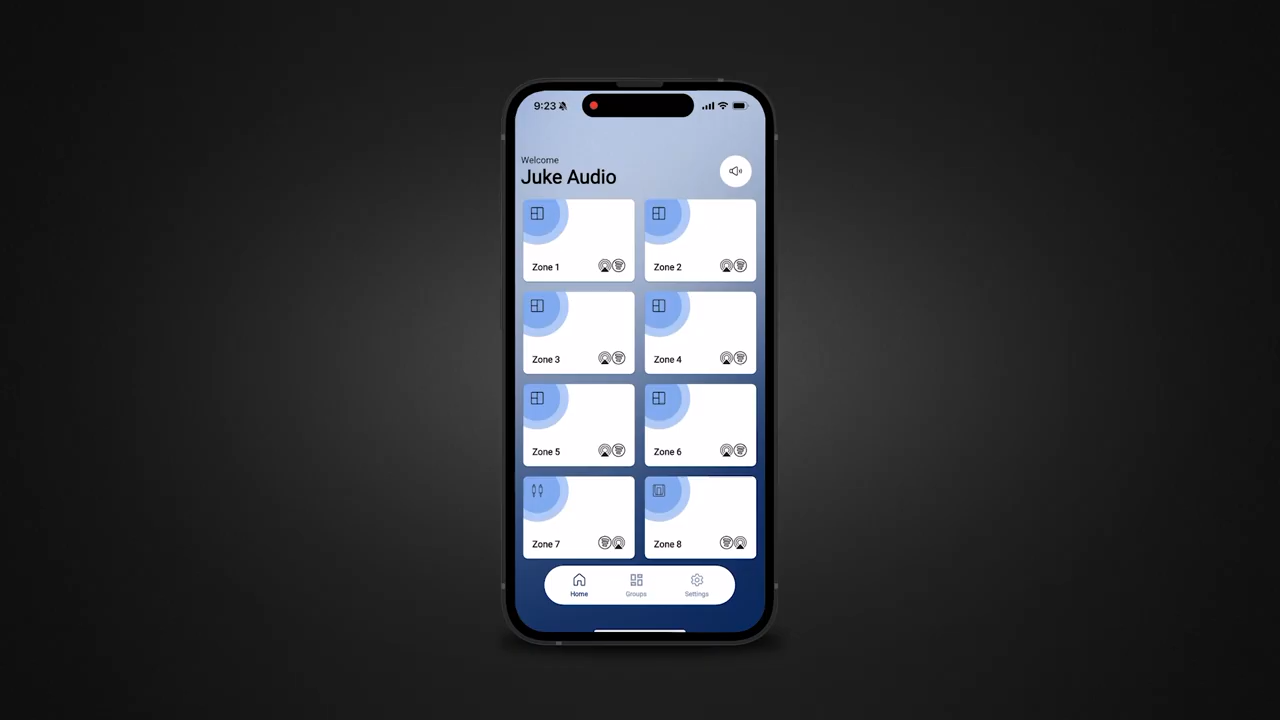 9:23
Welcome
Juke Audio
Zone 1
Zone 2
Zone 3
Zone 4
Zone 5
Zone 6
Zone 7
Zone 8
Home
Groups
Settings